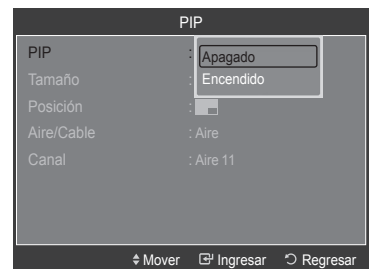 PIP
PIP : Apagado
Tamaño : Encendido
Posición :
Aire/Cable : Aire
Canal : Aire 11
Mover Ingresar Regresar